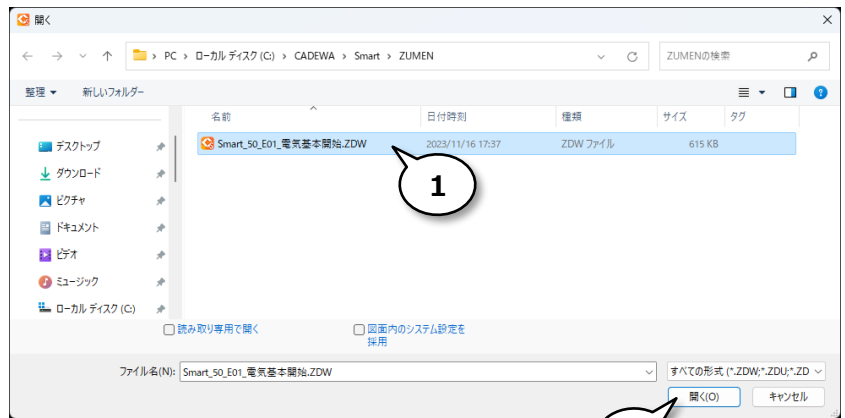 開く
PC > ローカル ディスク (C:) > CADEWA > Smart > ZUMEN
ZUMENの検索
整理 新しいフォルダー
名前 日付時刻 種類 サイズ タグ
Smart_50_E01_電気基本開始.ZDW 2023/11/16 17:37 ZDW ファイル 615 KB
1
デスクトップ
ダウンロード
ピクチャ
ドキュメント
ビデオ
ミュージック
ローカル ディスク (C:)
読み取り専用で開く
図面内のシステム設定を
採用
ファイル名(N): Smart_50_E01_電気基本開始.ZDW
すべての形式 (*.ZDW;*.ZDU;*.ZD
開く(O) キャンセル